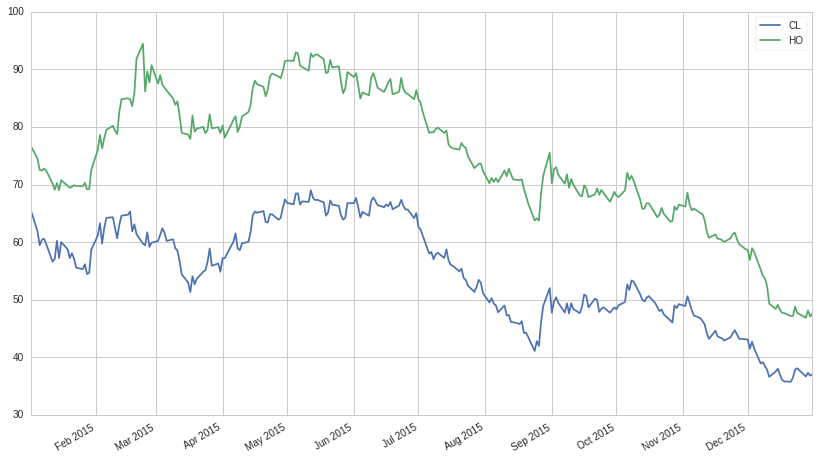 100
90
80
70
60
50
40
30
CL
HO
Feb 2015
Mar 2015
Apr 2015
May 2015
Jun 2015
Jul 2015
Aug 2015
Sep 2015
Oct 2015
Nov 2015
Dec 2015